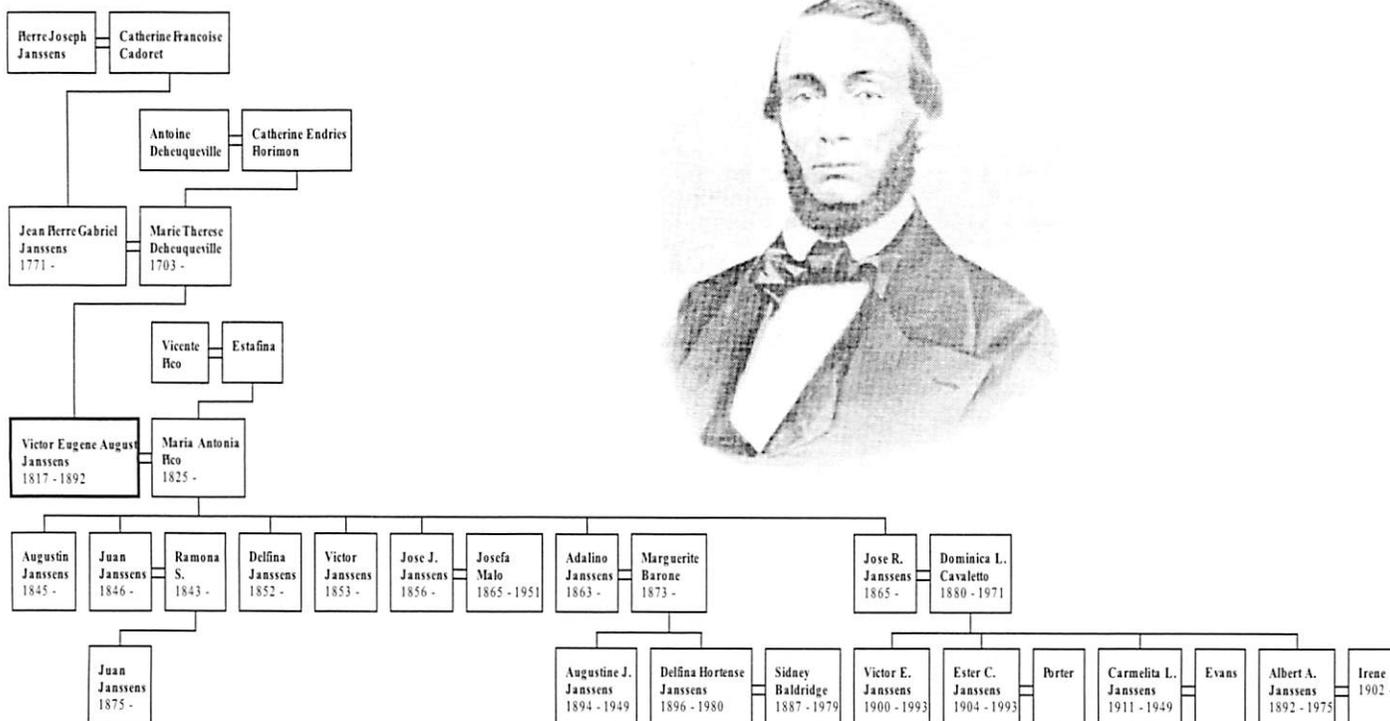 Pierre Joseph
Janssens
Catherine Francoise
Cadoret
Antoine
Deheuqueville
Catherine Endries
Florimon
Jean Pierre Gabriel
Janssens
1771 -
Marie Therese
Deheuqueville
1703 -
Vicente
Pico
Estafina
Victor Eugene August
Janssens
1817 - 1892
Maria Antonia
Pico
1825 -
Augustin
Janssens
1845 -
Juan
Janssens
1846 -
Ramona
S.
1843 -
Delfina
Janssens
1852 -
Victor
Janssens
1853 -
Jose J.
Janssens
1856 -
Josefa
Malo
1865 - 1951
Adalino
Janssens
1863 -
Marguerite
Barone
1873 -
Jose R.
Janssens
1865 -
Dominica L.
Cavaletto
1880 - 1971
Juan
Janssens
1875 -
Augustine J.
Janssens
1894 - 1949
Delfina Hortense
Janssens
1896 - 1980
Sidney
Baldridge
1887 - 1979
Victor E.
Janssens
1900 - 1993
Ester C.
Janssens
1904 - 1993
Porter
Carmelita L.
Janssens
1911 - 1949
Evans
Albert A.
Janssens
1892 - 1975
Irene
1902